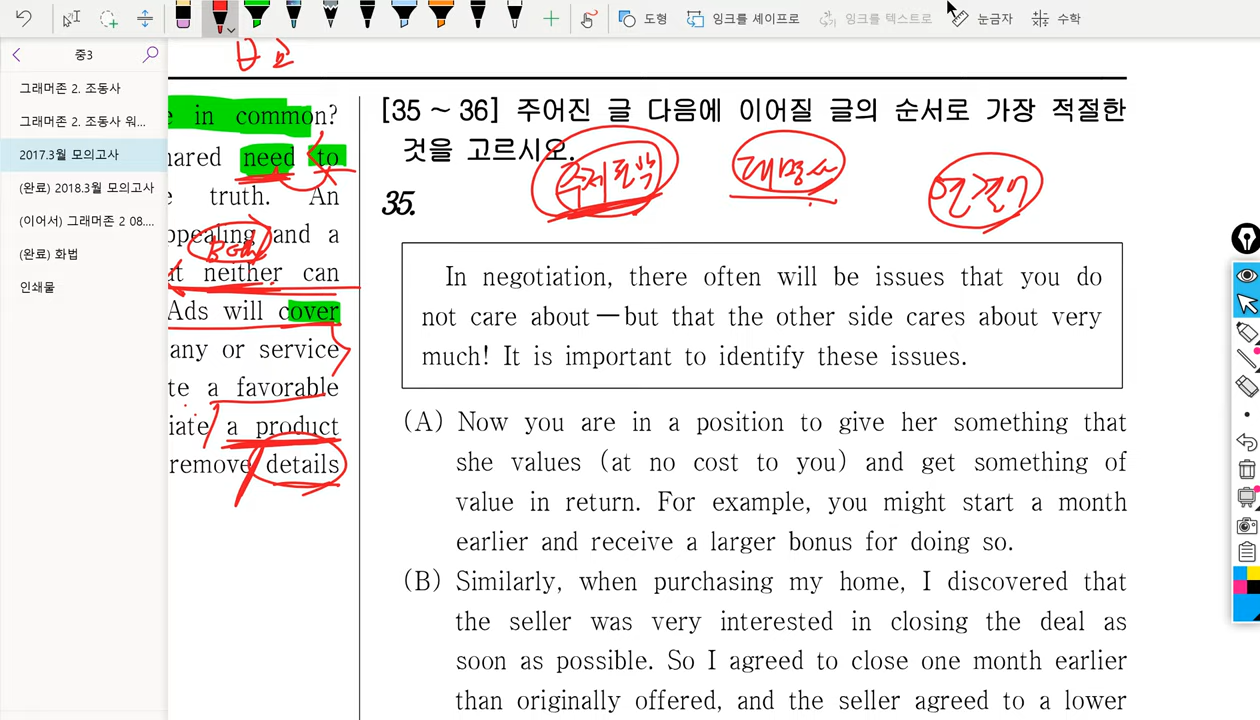 도형
잉크를 셰이프로
잉크를 텍스트로
눈금자
수학
중3
그래머존 2. 조동사
그래머존 2. 조동사 워...
2017.3월 모의고사
(완료) 2018.3월 모의고사
(이어서) 그래머존 2 08....
(완료) 화법
인쇄물
in common?
need to
truth. An
and a
neither can
Ads will cover
any or service
a favorable
a product
remove details
[35 ~ 36] 주어진 글 다음에 이어질 글의 순서로 가장 적절한
것을 고르시오.
주제토막 대명사 연결어
35.
In negotiation, there often will be issues that you do
not care about — but that the other side cares about very
much! It is important to identify these issues.
(A) Now you are in a position to give her something that
she values (at no cost to you) and get something of
value in return. For example, you might start a month
earlier and receive a larger bonus for doing so.
(B) Similarly, when purchasing my home, I discovered that
the seller was very interested in closing the deal as
soon as possible. So I agreed to close one month earlier
than originally offered, and the seller agreed to a lower